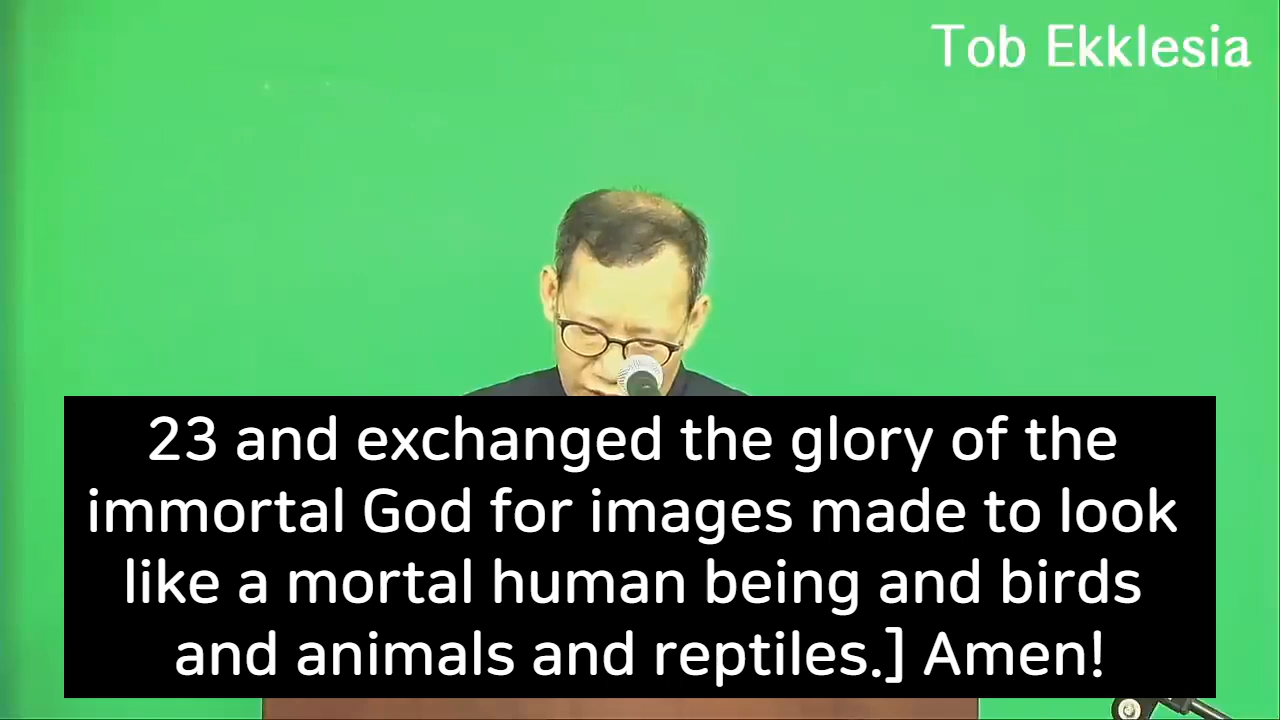 Tob Ekklesia
23 and exchanged the glory of the
immortal God for images made to look
like a mortal human being and birds
and animals and reptiles.] Amen!